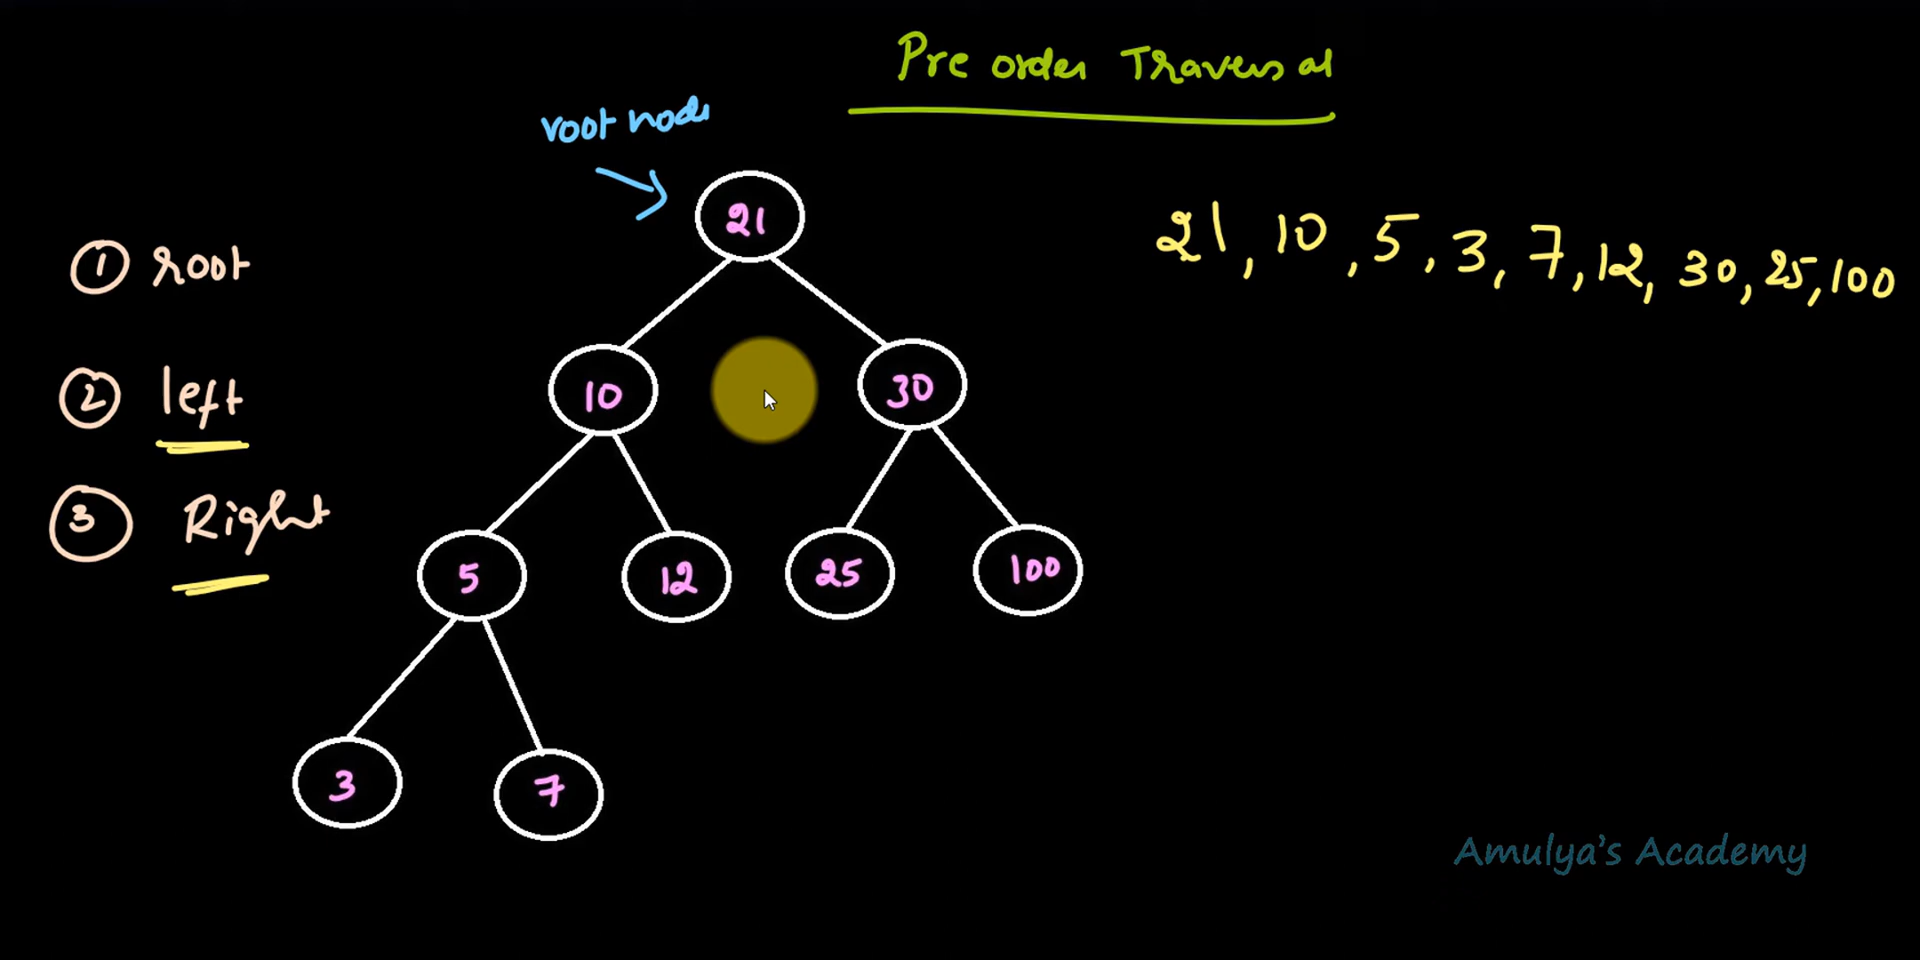 Pre order Traversal
root node
21
21, 10, 5, 3, 7, 12, 30, 25, 100
① root
10
30
② left
③ Right
5
12
25
100
3
7
Amulya's Academy